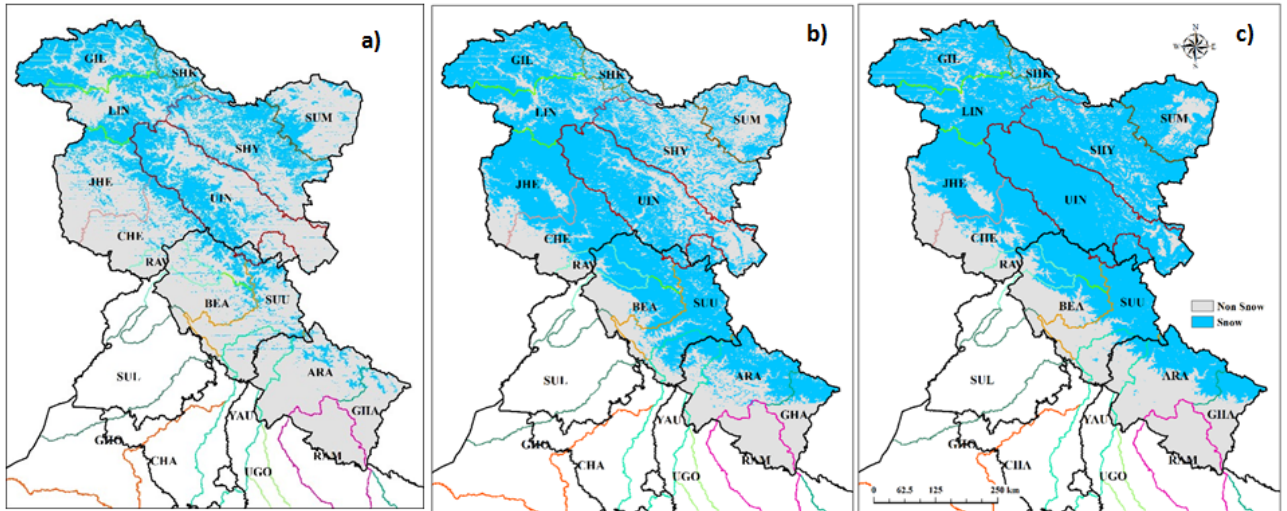 a)
GIL
SHK
LIN
SUM
SHY
JHE
UIN
CHE
RAV
BEA
SUU
ARA
SUL
YAU
GHA
GHO
CHA
UGO
RAM
b)
GIL
SHK
LIN
SUM
SHY
JHE
UIN
CHE
RAV
BEA
SUU
ARA
SUL
YAU
GHA
GHO
CHA
UGO
RAM
c)
N
W E
S
GIL
SHK
LIN
SUM
SHY
JHE
UIN
CHE
RAV
Non Snow
Snow
BEA
SUU
ARA
SUL
YAU
GHA
GHO
CHA
UGO
RAM
0 62.5 125 250 km